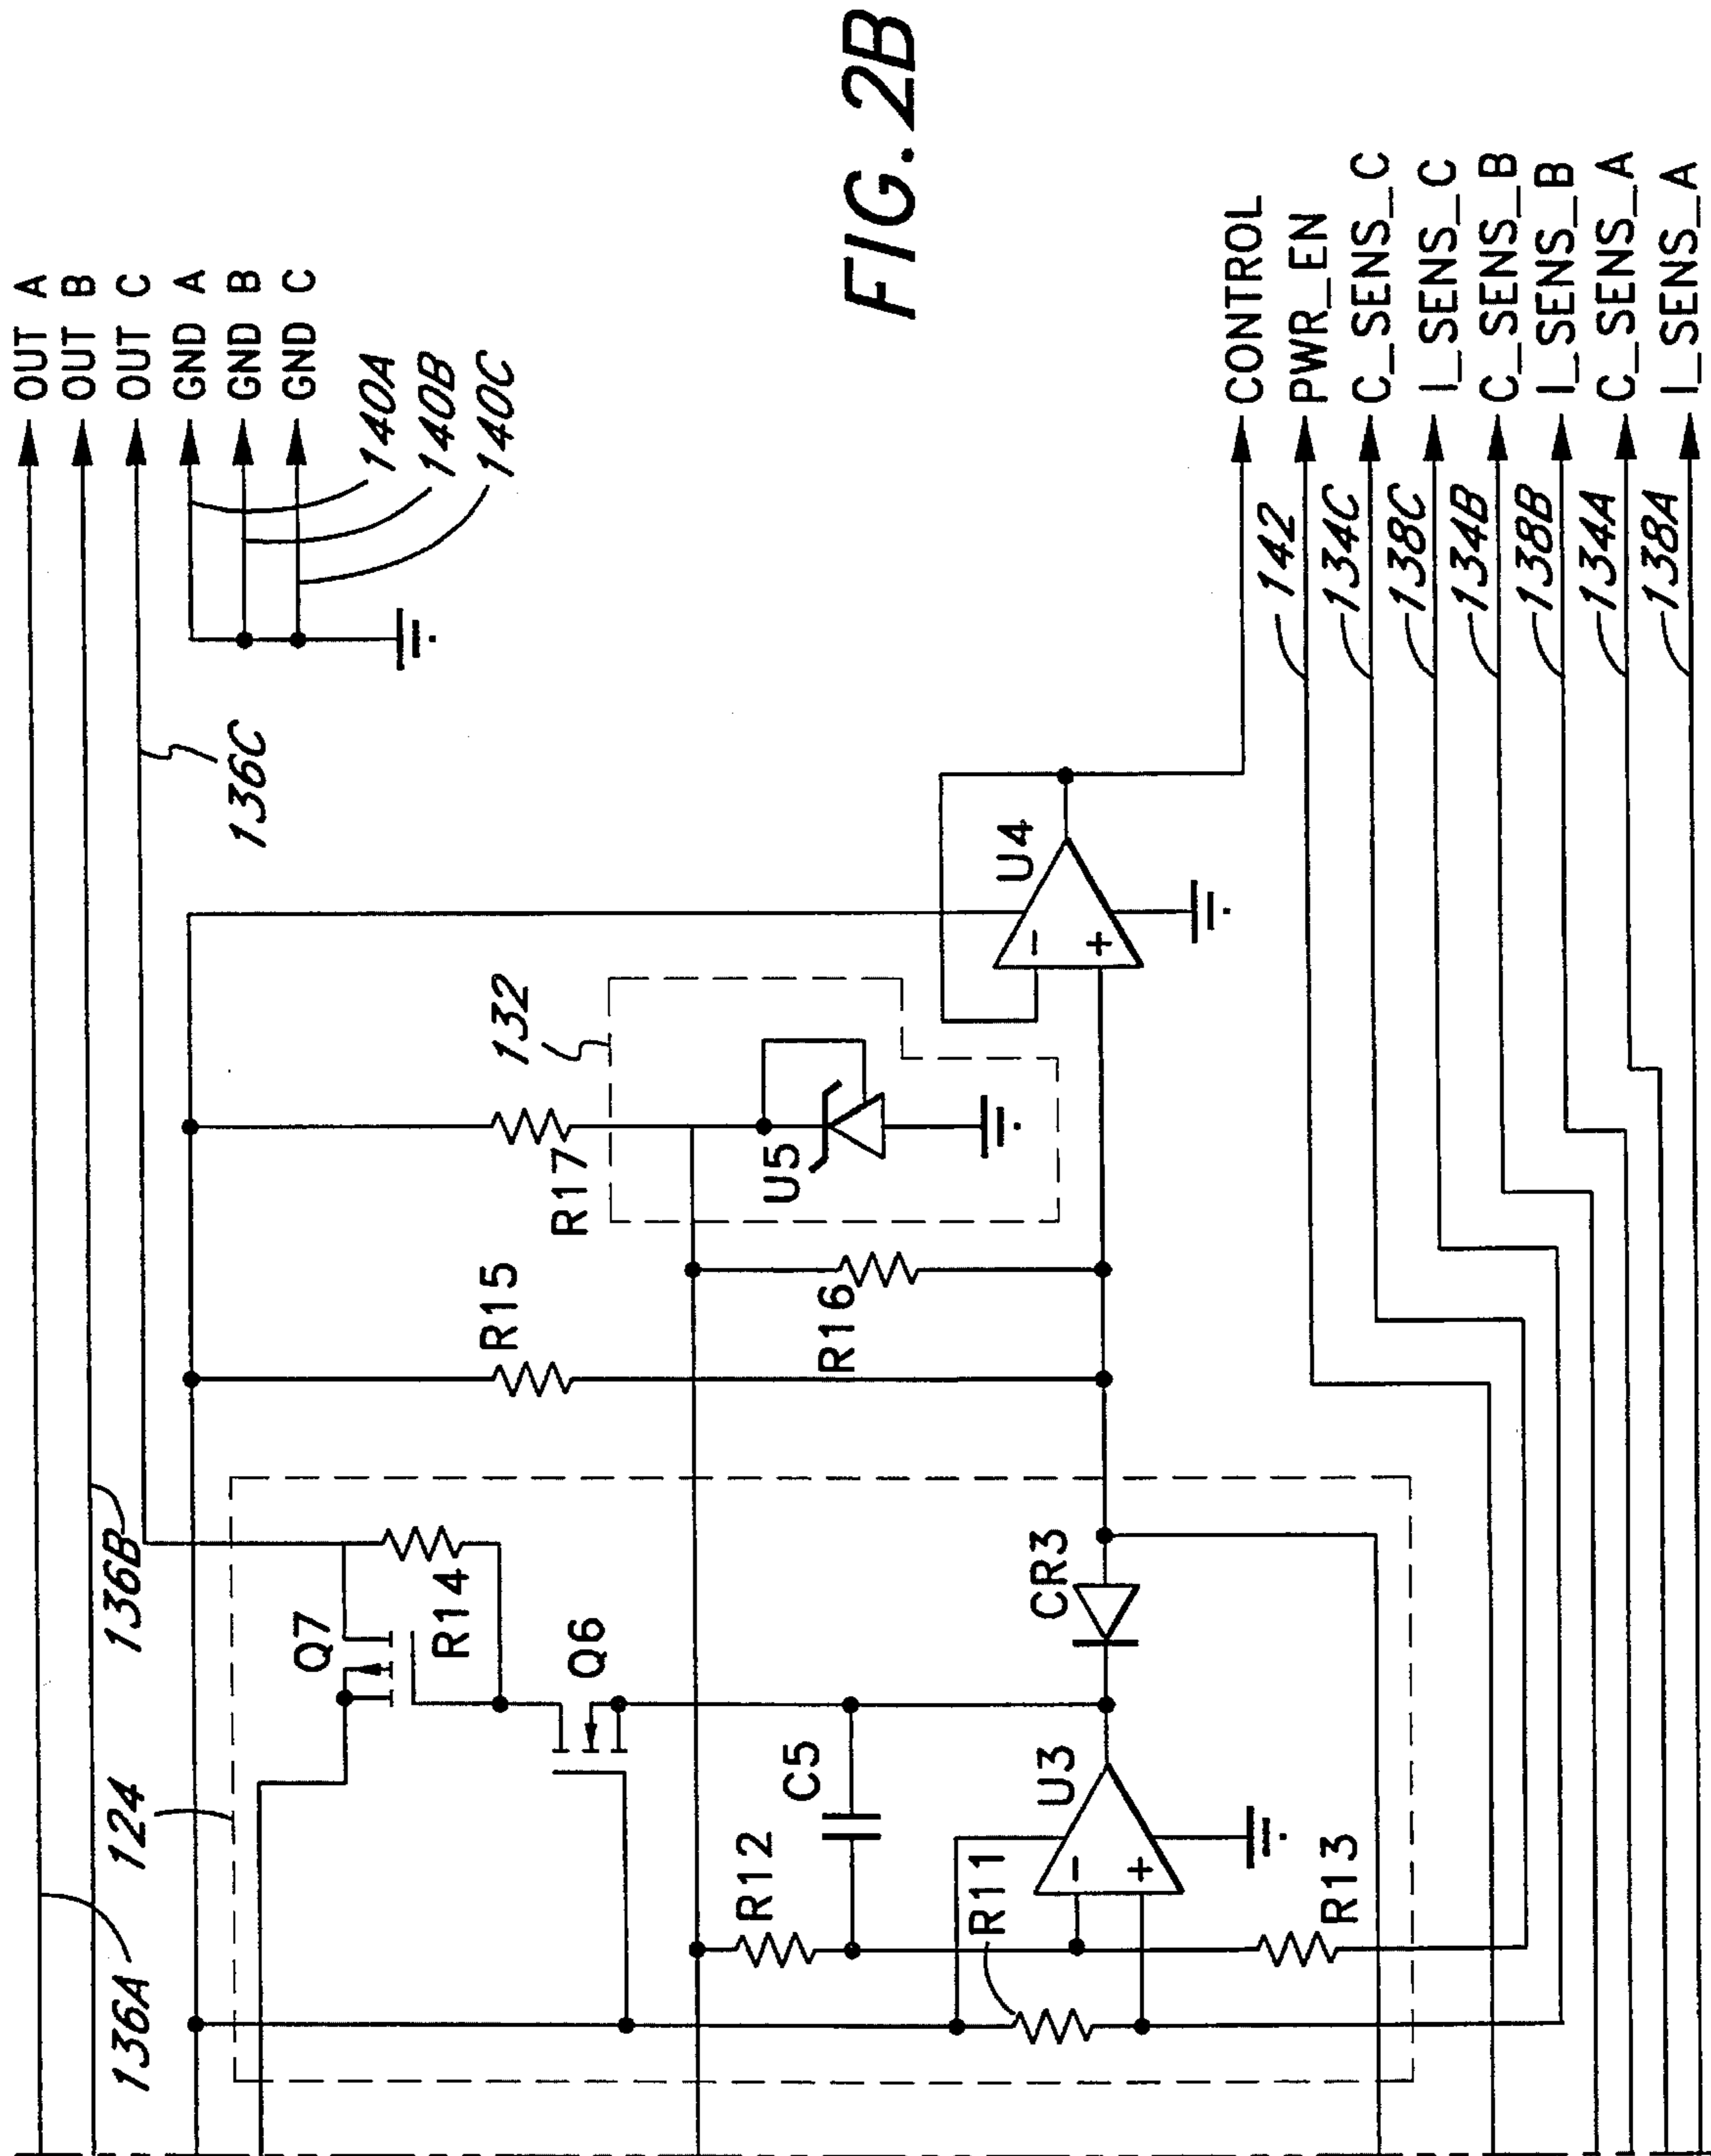 OUT A
OUT B
OUT C
GND A
GND B
GND C
140A
140B
140C
FIG. 2B
136C
136B
136A
124
132
Q7
R14
Q6
R15
R17
U5
R16
U4
C5
R12
U3
CR3
R11
R13
-
+
-
+
CONTROL
PWR_EN
C_SENS_C
I_SENS_C
C_SENS_B
I_SENS_B
C_SENS_A
I_SENS_A
142
134C
138C
134B
138B
134A
138A